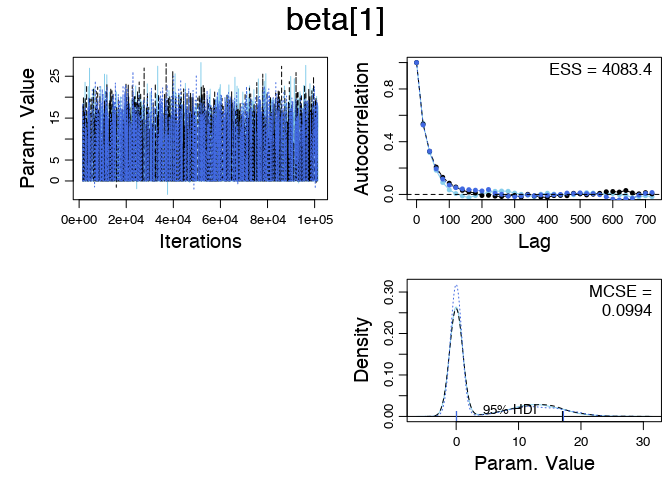 beta[1]
Param. Value
0 5 15 25
0e+00 2e+04 4e+04 6e+04 8e+04 1e+05
Iterations
ESS = 4083.4
Autocorrelation
0.0 0.4 0.8
0 100 200 300 400 500 600 700
Lag
MCSE =
0.0994
Density
0.00 0.10 0.20 0.30
95% HDI
0 10 20 30
Param. Value